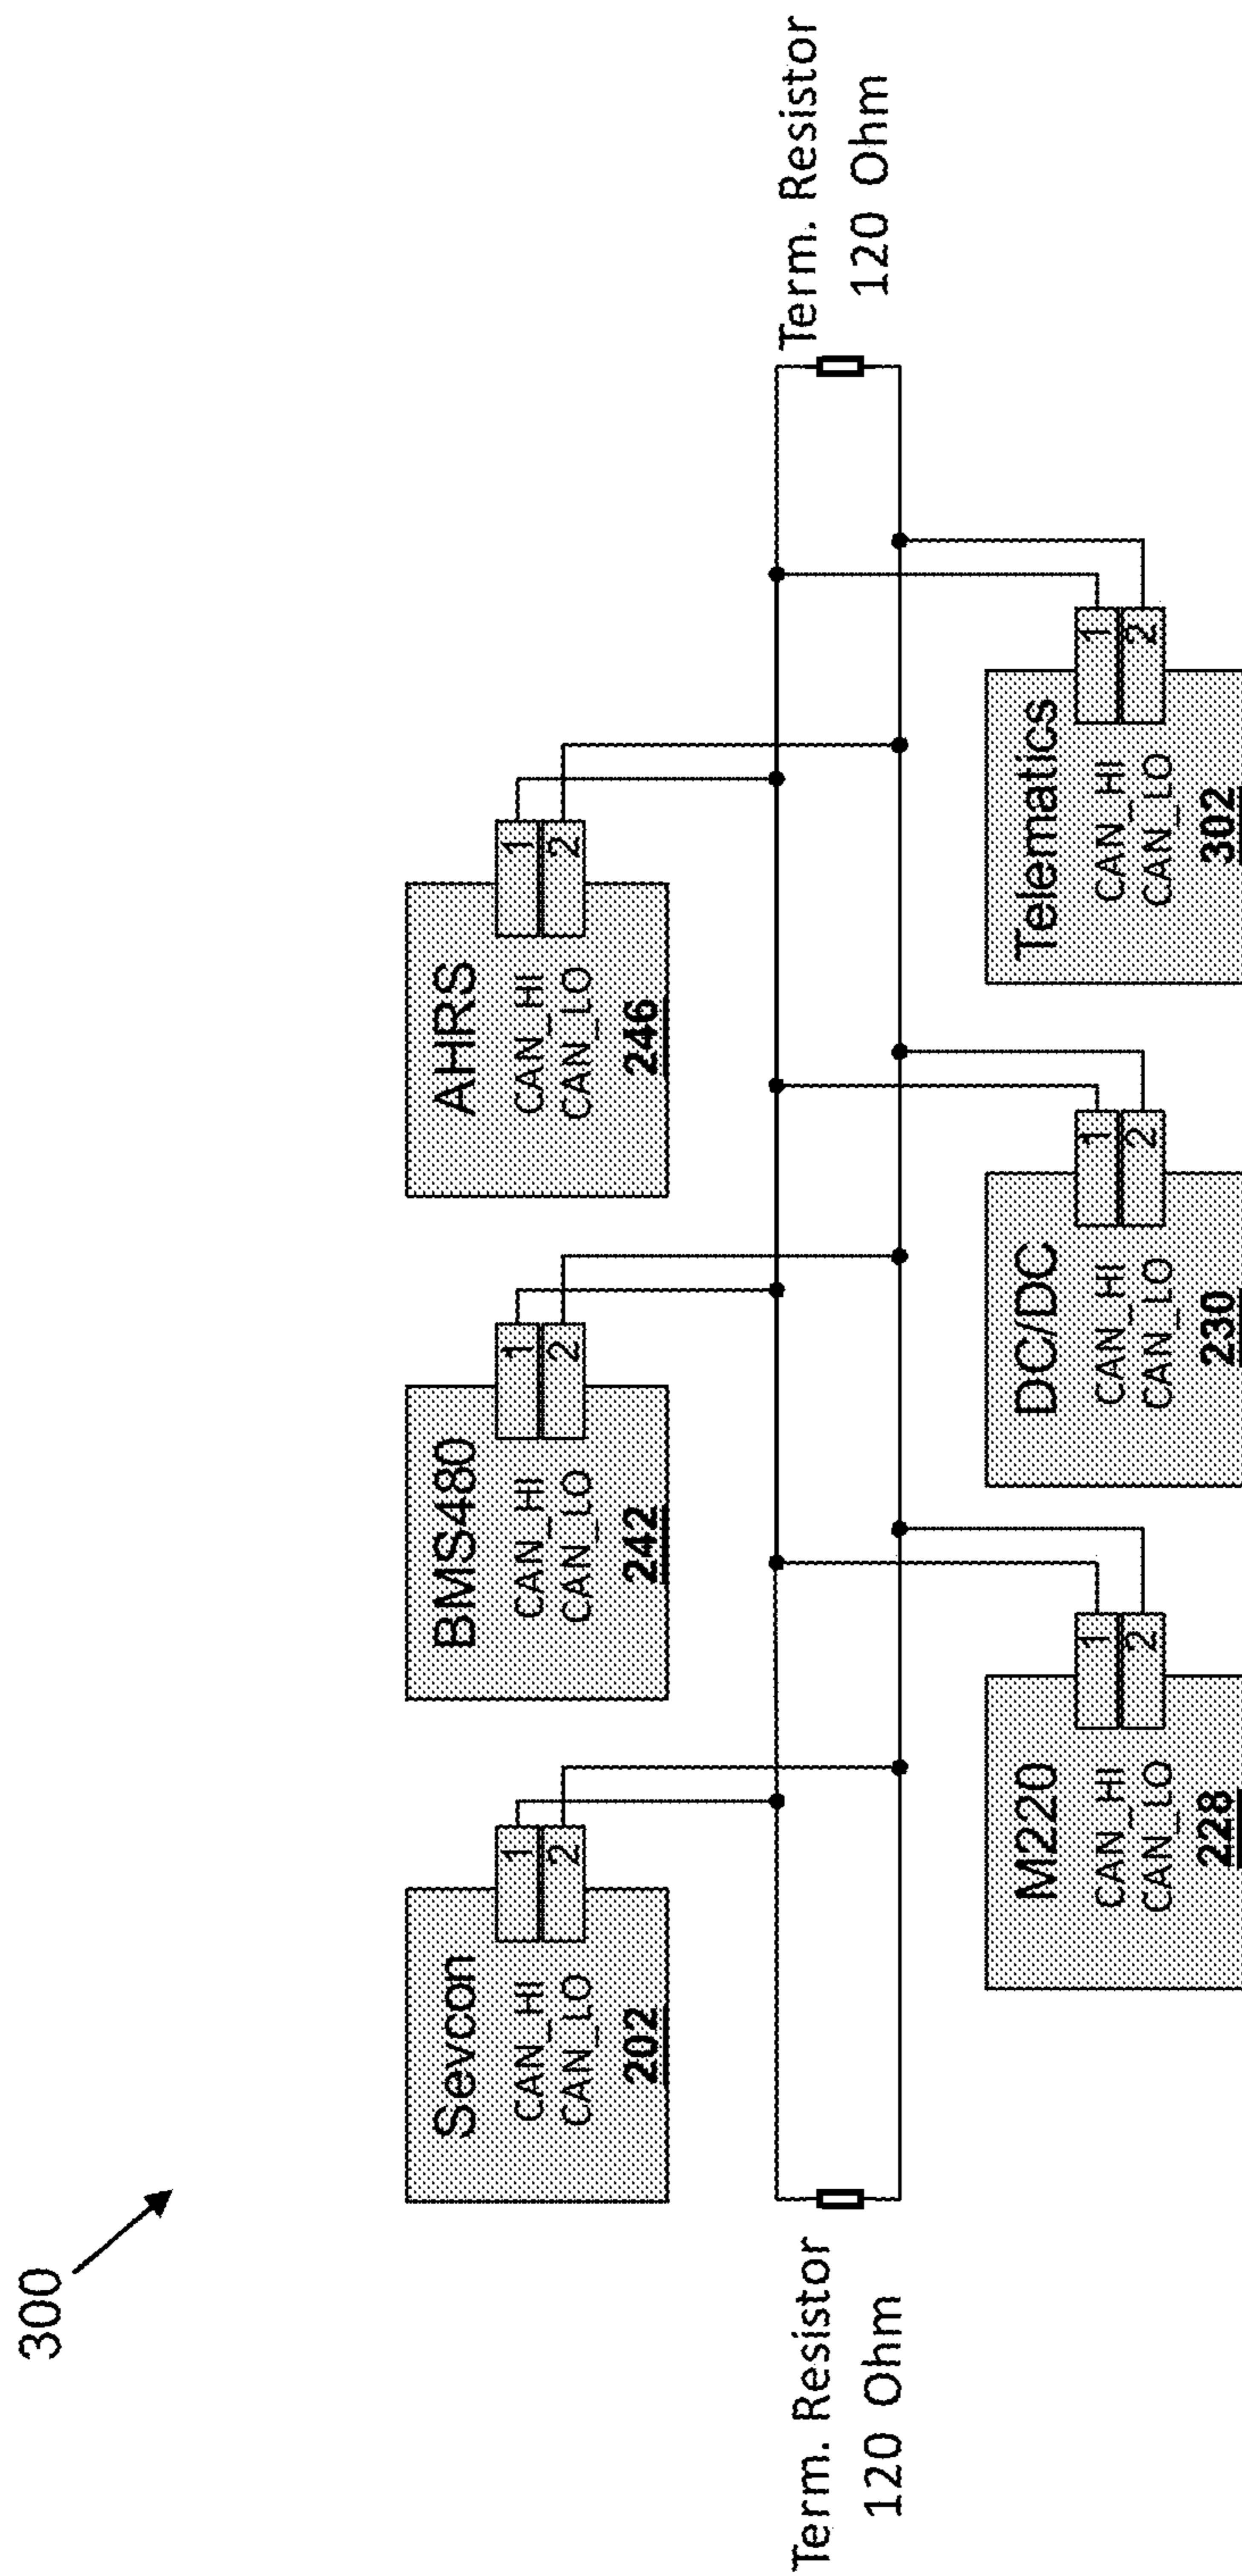 300
Sevcon
1
CAN_HI
2
CAN_LO
202
BMS480
1
CAN_HI
2
CAN_LO
242
AHRS
1
CAN_HI
2
CAN_LO
246
Term. Resistor
120 Ohm
Term. Resistor
120 Ohm
M220
1
CAN_HI
2
CAN_LO
228
DC/DC
1
CAN_HI
2
CAN_LO
230
Telematics
1
CAN_HI
2
CAN_LO
302